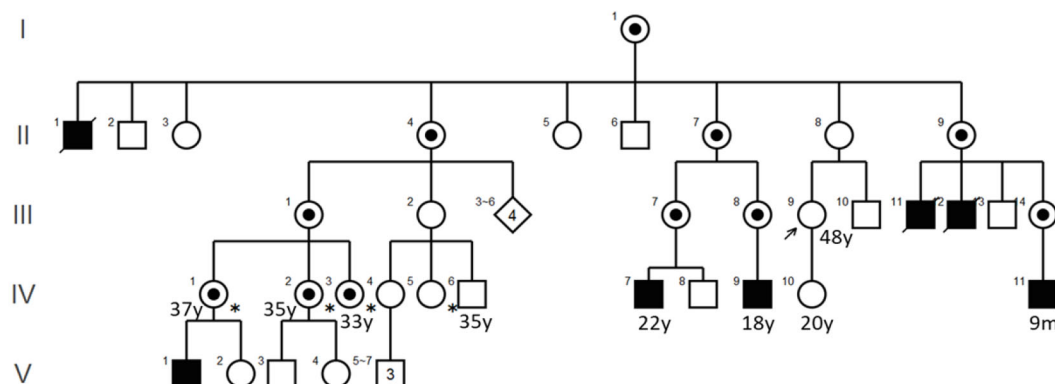 I 1
II 1 2 3 4 5 6 7 8 9
III 1 2 3~6 4 7 8 9 48y 10 11 12 13 14
IV 1 37y * 2 35y * 3 33y * 4 5 * 6 35y 7 22y 8 9 18y 10 20y 11 9m
V 1 2 3 4 5~7 3